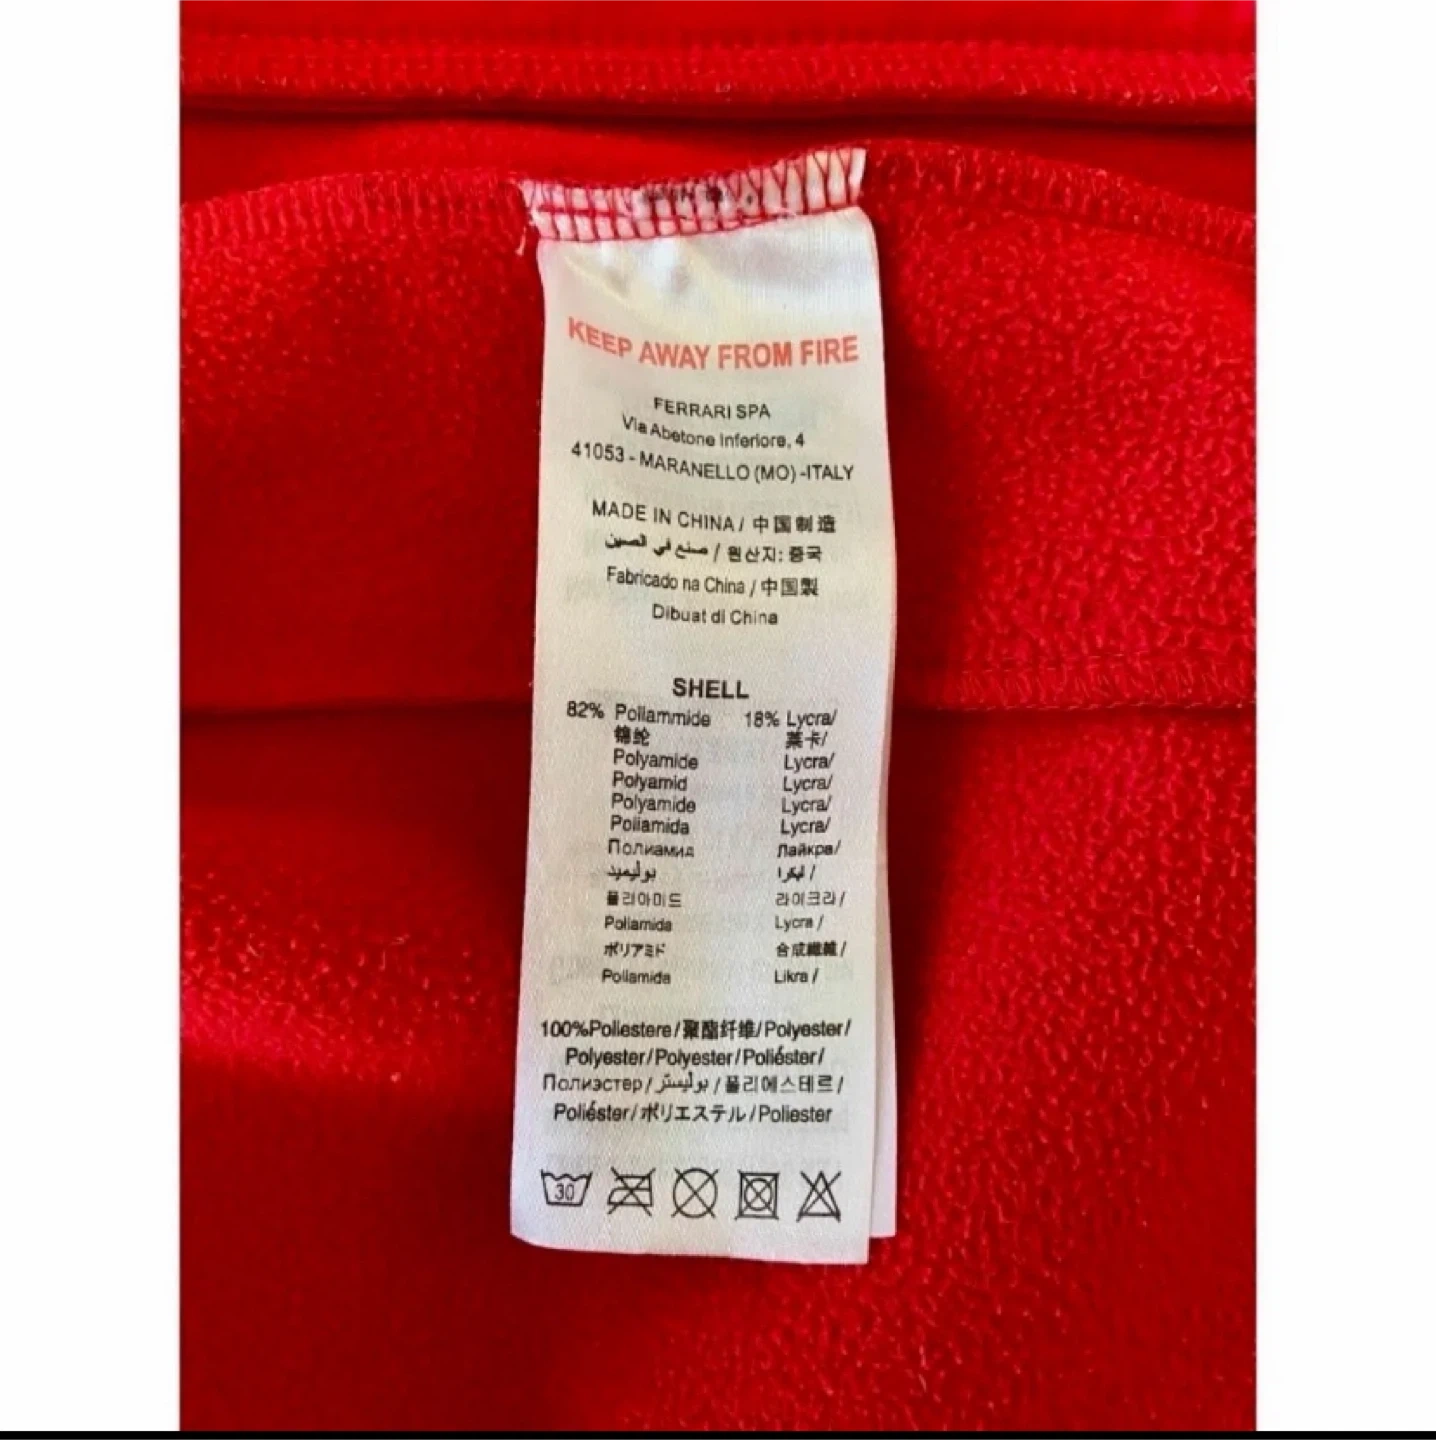 KEEP AWAY FROM FIRE
FERRARI SPA
Via Abetone Inferiore, 4
41053 - MARANELLO (MO) -ITALY
MADE IN CHINA / 中国制造
صنع في الصين / 원산지: 중국
Fabricado na China / 中国製
Dibuat di China
SHELL
82% Poliammide 18% Lycra/
锦纶 莱卡/
Polyamide Lycra/
Polyamid Lycra/
Polyamide Lycra/
Poliamida Lycra/
Полиамид Лайкра/
بوليميد ليكرا /
폴리아미드 라이크라/
Poliamida Lycra /
ポリアミド 合成繊維/
Poliamida Likra /
100%Poliestere/聚酯纤维/Polyester/
Polyester/Polyester/Poliéster/
Полиэстер/بوليستر/폴리에스테르/
Poliéster/ポリエステル/Poliester
30